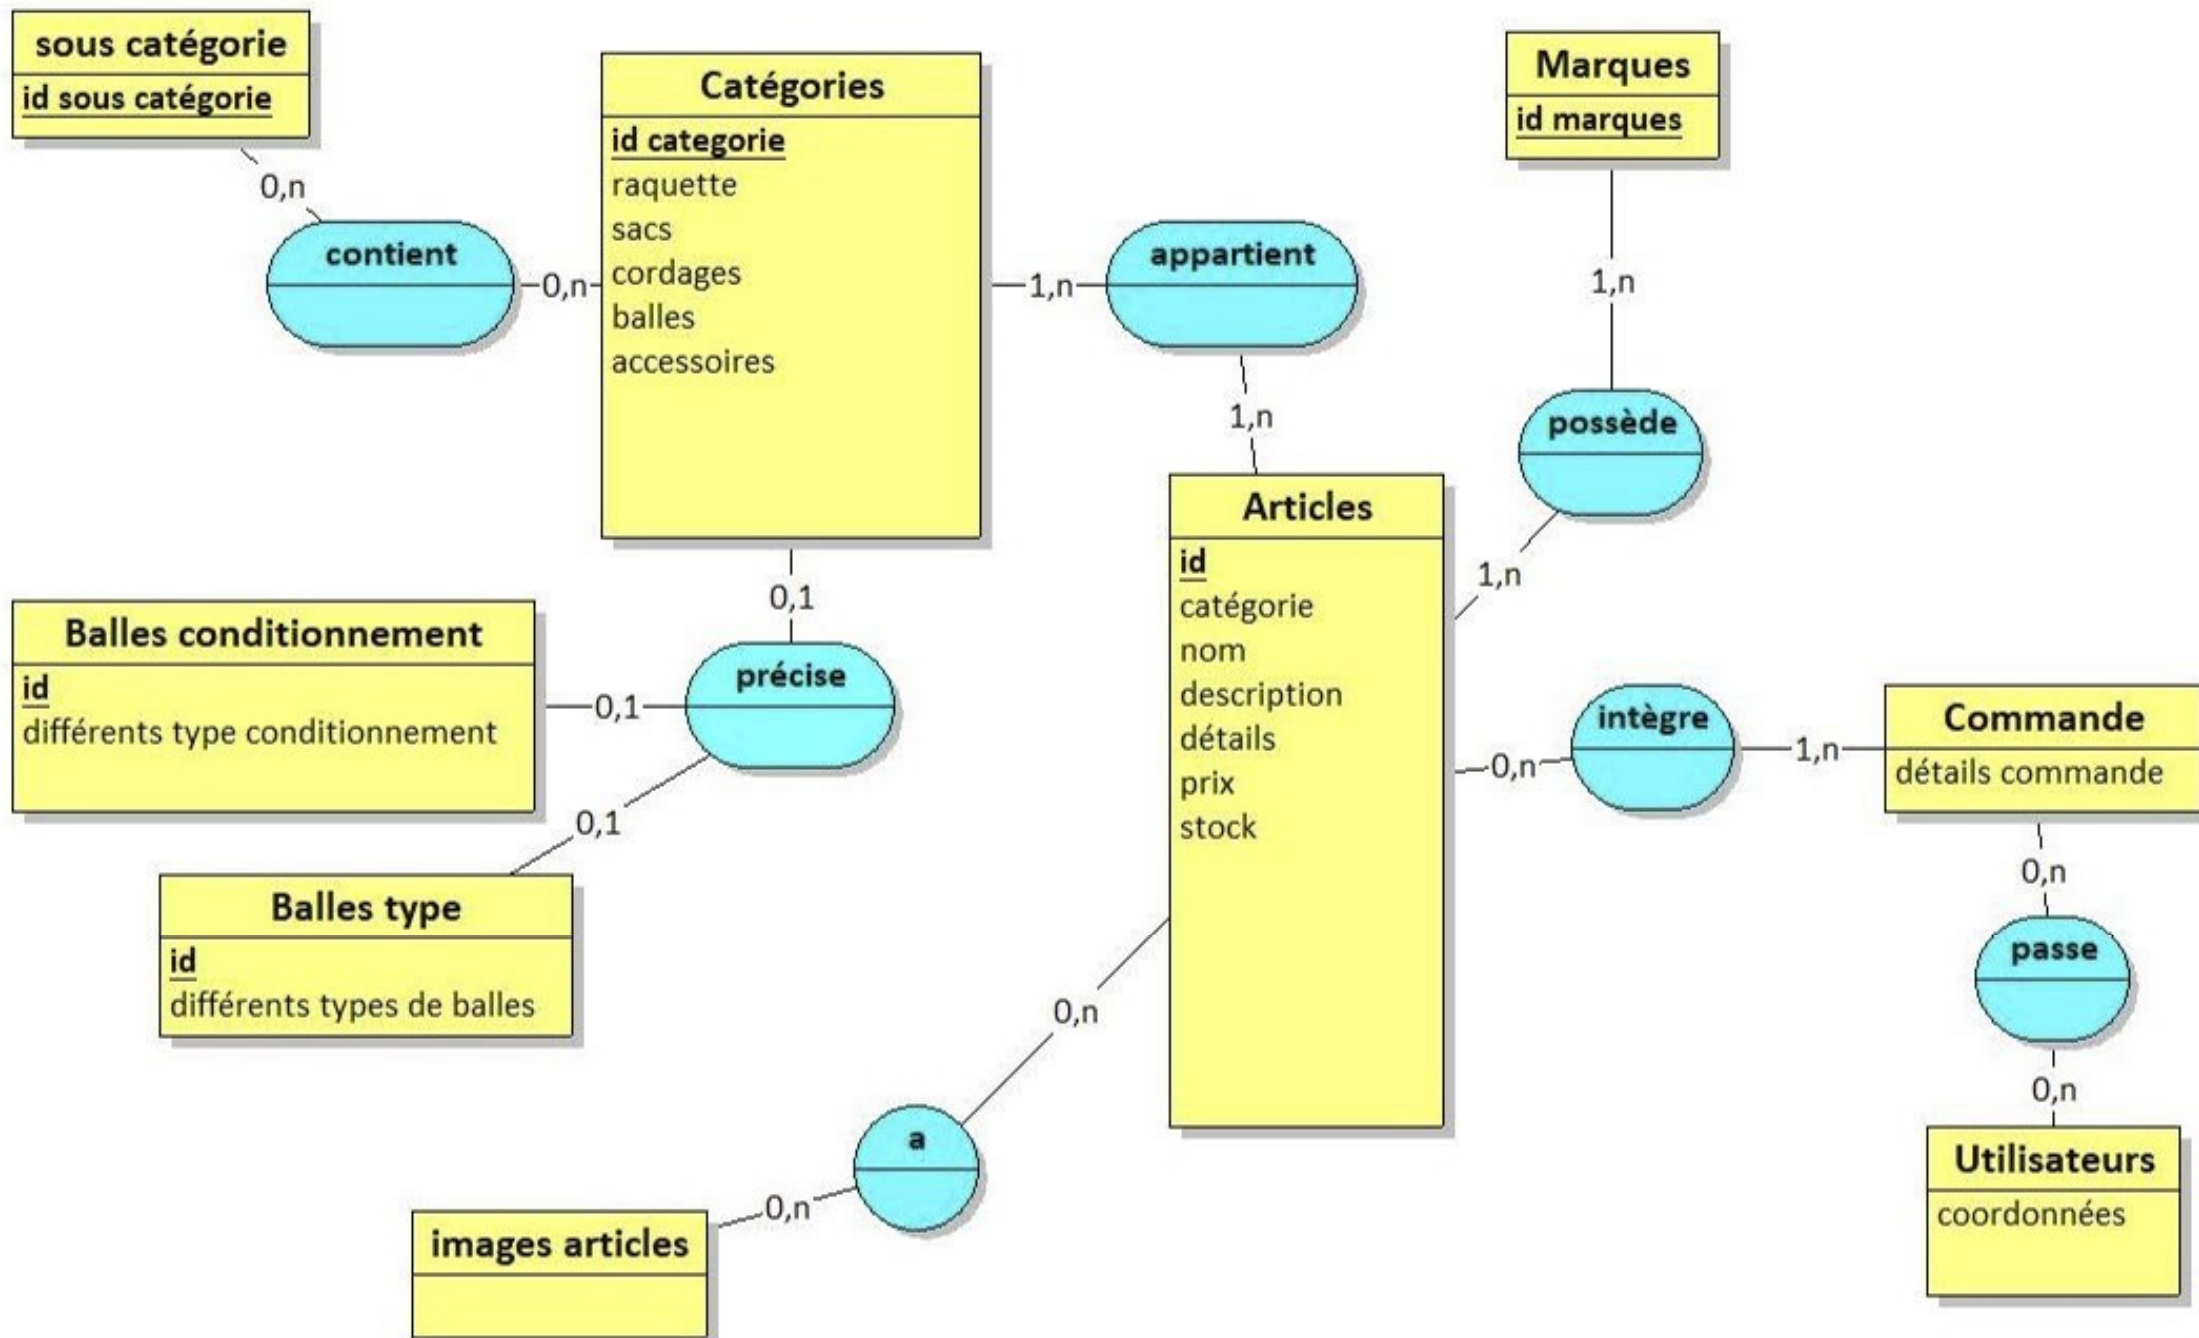 sous catégorie
id sous catégorie
0,n
contient
0,n
Catégories
id categorie
raquette
sacs
cordages
balles
accessoires
1,n
appartient
1,n
Marques
id marques
1,n
possède
1,n
Articles
id
catégorie
nom
description
détails
prix
stock
0,1
précise
0,1
Balles conditionnement
id
différents type conditionnement
0,1
Balles type
id
différents types de balles
0,n
intègre
1,n
Commande
détails commande
0,n
passe
0,n
Utilisateurs
coordonnées
0,n
a
0,n
images articles